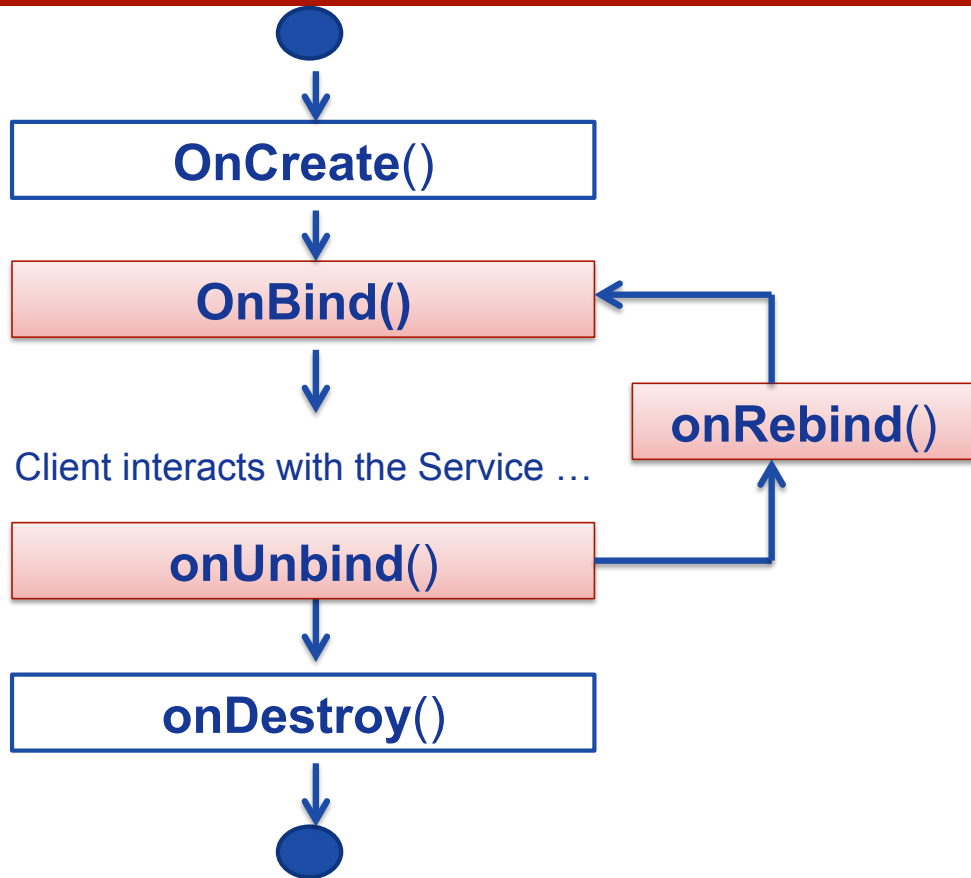 OnCreate()
OnBind()
onRebind()
Client interacts with the Service …
onUnbind()
onDestroy()